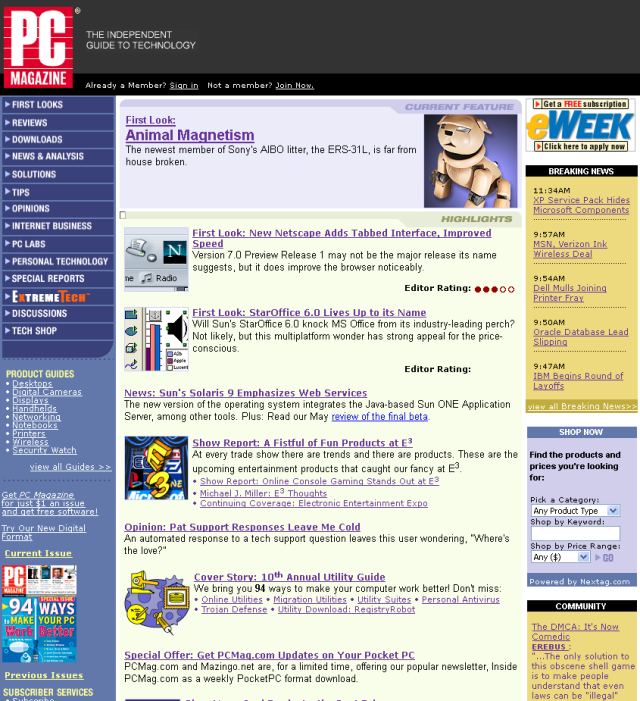 PC
MAGAZINE
®
THE INDEPENDENT
GUIDE TO TECHNOLOGY
Already a Member? Sign in Not a member? Join Now.
FIRST LOOKS
REVIEWS
DOWNLOADS
NEWS & ANALYSIS
SOLUTIONS
TIPS
OPINIONS
INTERNET BUSINESS
PC LABS
PERSONAL TECHNOLOGY
SPECIAL REPORTS
EXTREMETECH
DISCUSSIONS
TECH SHOP
PRODUCT GUIDES
• Desktops
• Digital Cameras
• Displays
• Handhelds
• Networking
• Notebooks
• Printers
• Wireless
• Security Watch
view all Guides >>
Get PC Magazine
for just $1 an issue
and get free software!
Try Our New Digital
Format
Current Issue
PC
MAGAZINE
94 WAYS
TO MAKE
YOUR PC
Work Better
Previous Issues
SUBSCRIBER SERVICES
• Subscribe
CURRENT FEATURE
First Look:
Animal Magnetism
The newest member of Sony's AIBO litter, the ERS-31L, is far from
house broken.
HIGHLIGHTS
N
me Radio
First Look: New Netscape Adds Tabbed Interface, Improved
Speed
Version 7.0 Preview Release 1 may not be the major release its name
suggests, but it does improve the browser noticeably.
Editor Rating:
First Look: StarOffice 6.0 Lives Up to its Name
Will Sun's StarOffice 6.0 knock MS Office from its industry-leading perch?
Not likely, but this multiplatform wonder has strong appeal for the price-
conscious.
Editor Rating:
News: Sun's Solaris 9 Emphasizes Web Services
The new version of the operating system integrates the Java-based Sun ONE Application
Server, among other tools. Plus: Read our May review of the final beta.
E3
Show Report: A Fistful of Fun Products at E3
At every trade show there are trends and there are products. These are the
upcoming entertainment products that caught our fancy at E3.
• Show Report: Online Console Gaming Stands Out at E3
• Michael J. Miller: E3 Thoughts
• Continuing Coverage: Electronic Entertainment Expo
Opinion: Pat Support Responses Leave Me Cold
An automated response to a tech support question leaves this user wondering, "Where's
the love?"
Cover Story: 10th Annual Utility Guide
We bring you 94 ways to make your computer work better! Don't miss:
• Online Utilities • Migration Utilities • Utility Suites • Personal Antivirus
• Trojan Defense • Utility Download: RegistryRobot
Special Offer: Get PCMag.com Updates on Your Pocket PC
PCMag.com and Mazingo.net are, for a limited time, offering our popular newsletter, Inside
PCMag.com as a weekly PocketPC format download.
Get a FREE subscription
eWEEK
Click here to apply now
BREAKING NEWS
11:34AM
XP Service Pack Hides
Microsoft Components
9:57AM
MSN, Verizon Ink
Wireless Deal
9:54AM
Dell Mulls Joining
Printer Fray
9:50AM
Oracle Database Lead
Slipping
9:47AM
IBM Begins Round of
Layoffs
view all Breaking News>>
SHOP NOW
Find the products and
prices you're looking
for:
Pick a Category:
Any Product Type
Shop by Keyword:
Shop by Price Range:
Any ($) GO
Powered by Nextag.com
COMMUNITY
The DMCA: It's Now
Comedic
EREBUS :
"...The only solution to
this obscene shell game
is to make people
understand that even
laws can be "illegal"